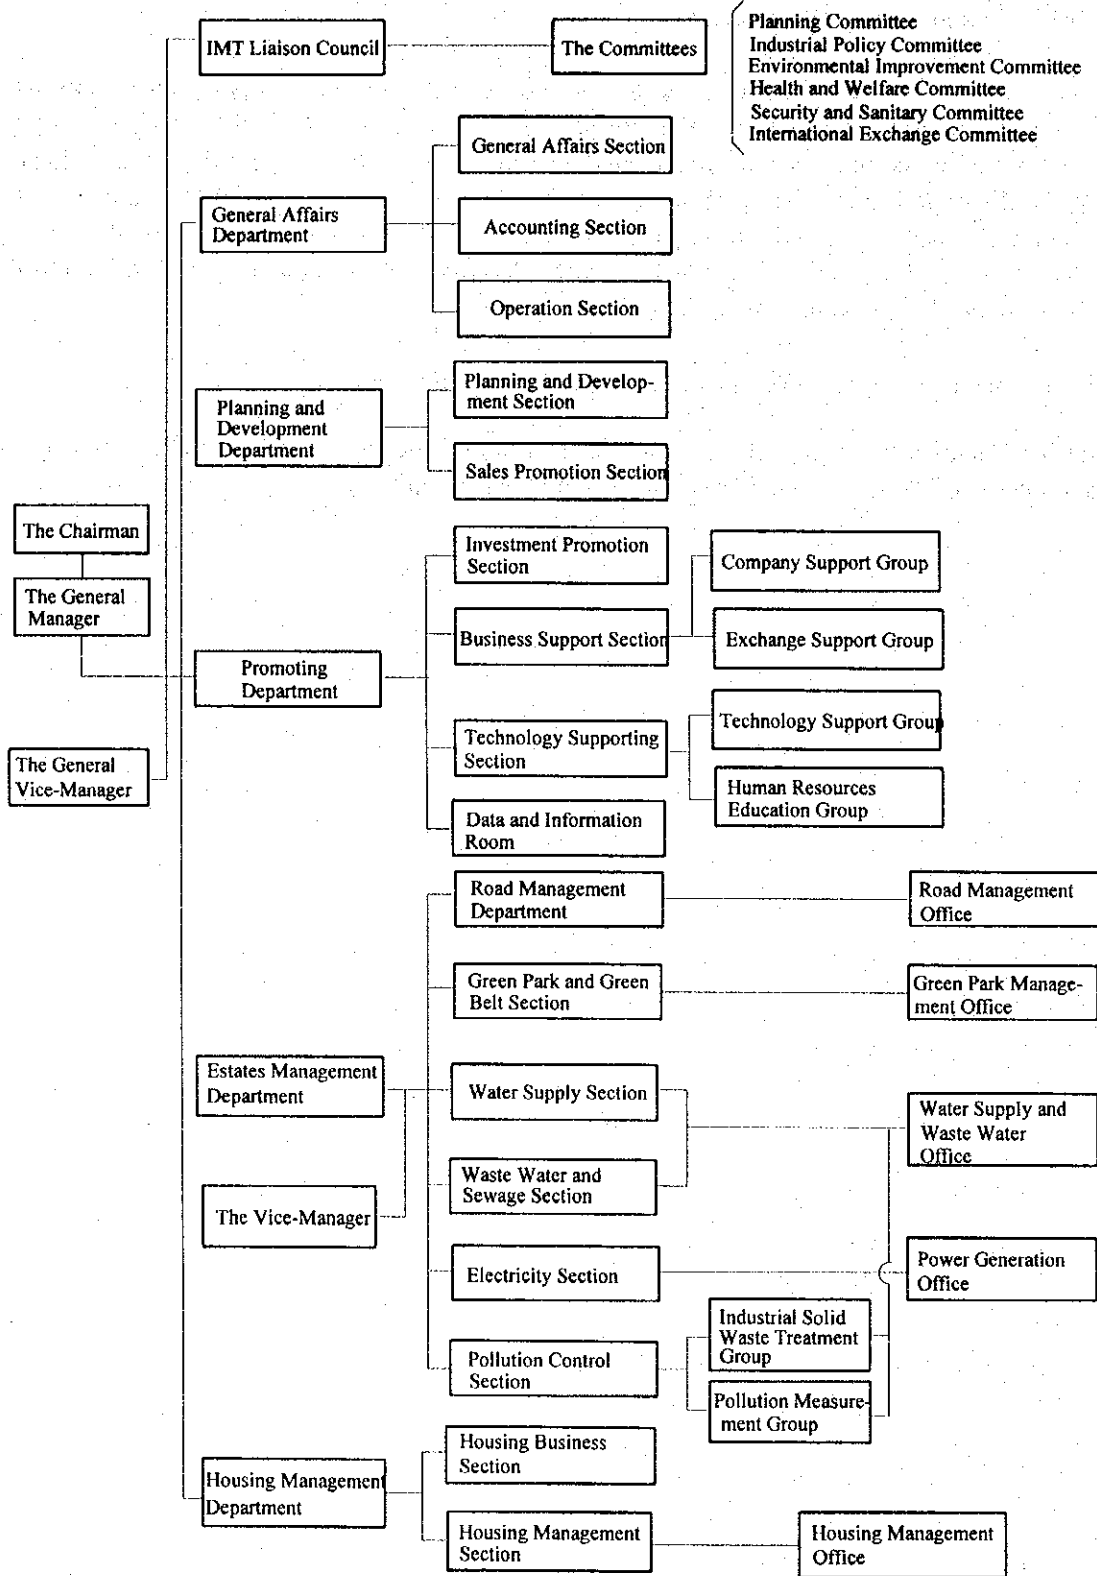 IMT Liaison Council
The Committees
Planning Committee
Industrial Policy Committee
Environmental Improvement Committee
Health and Welfare Committee
Security and Sanitary Committee
International Exchange Committee
General Affairs
Department
General Affairs Section
Accounting Section
Operation Section
Planning and
Development
Department
Planning and Develop-
ment Section
Sales Promotion Section
The Chairman
The General
Manager
The General
Vice-Manager
Promoting
Department
Investment Promotion
Section
Business Support Section
Company Support Group
Exchange Support Group
Technology Supporting
Section
Technology Support Group
Human Resources
Education Group
Data and Information
Room
Estates Management
Department
The Vice-Manager
Road Management
Department
Road Management
Office
Green Park and Green
Belt Section
Green Park Manage-
ment Office
Water Supply Section
Waste Water and
Sewage Section
Water Supply and
Waste Water
Office
Electricity Section
Power Generation
Office
Pollution Control
Section
Industrial Solid
Waste Treatment
Group
Pollution Measure-
ment Group
Housing Management
Department
Housing Business
Section
Housing Management
Section
Housing Management
Office